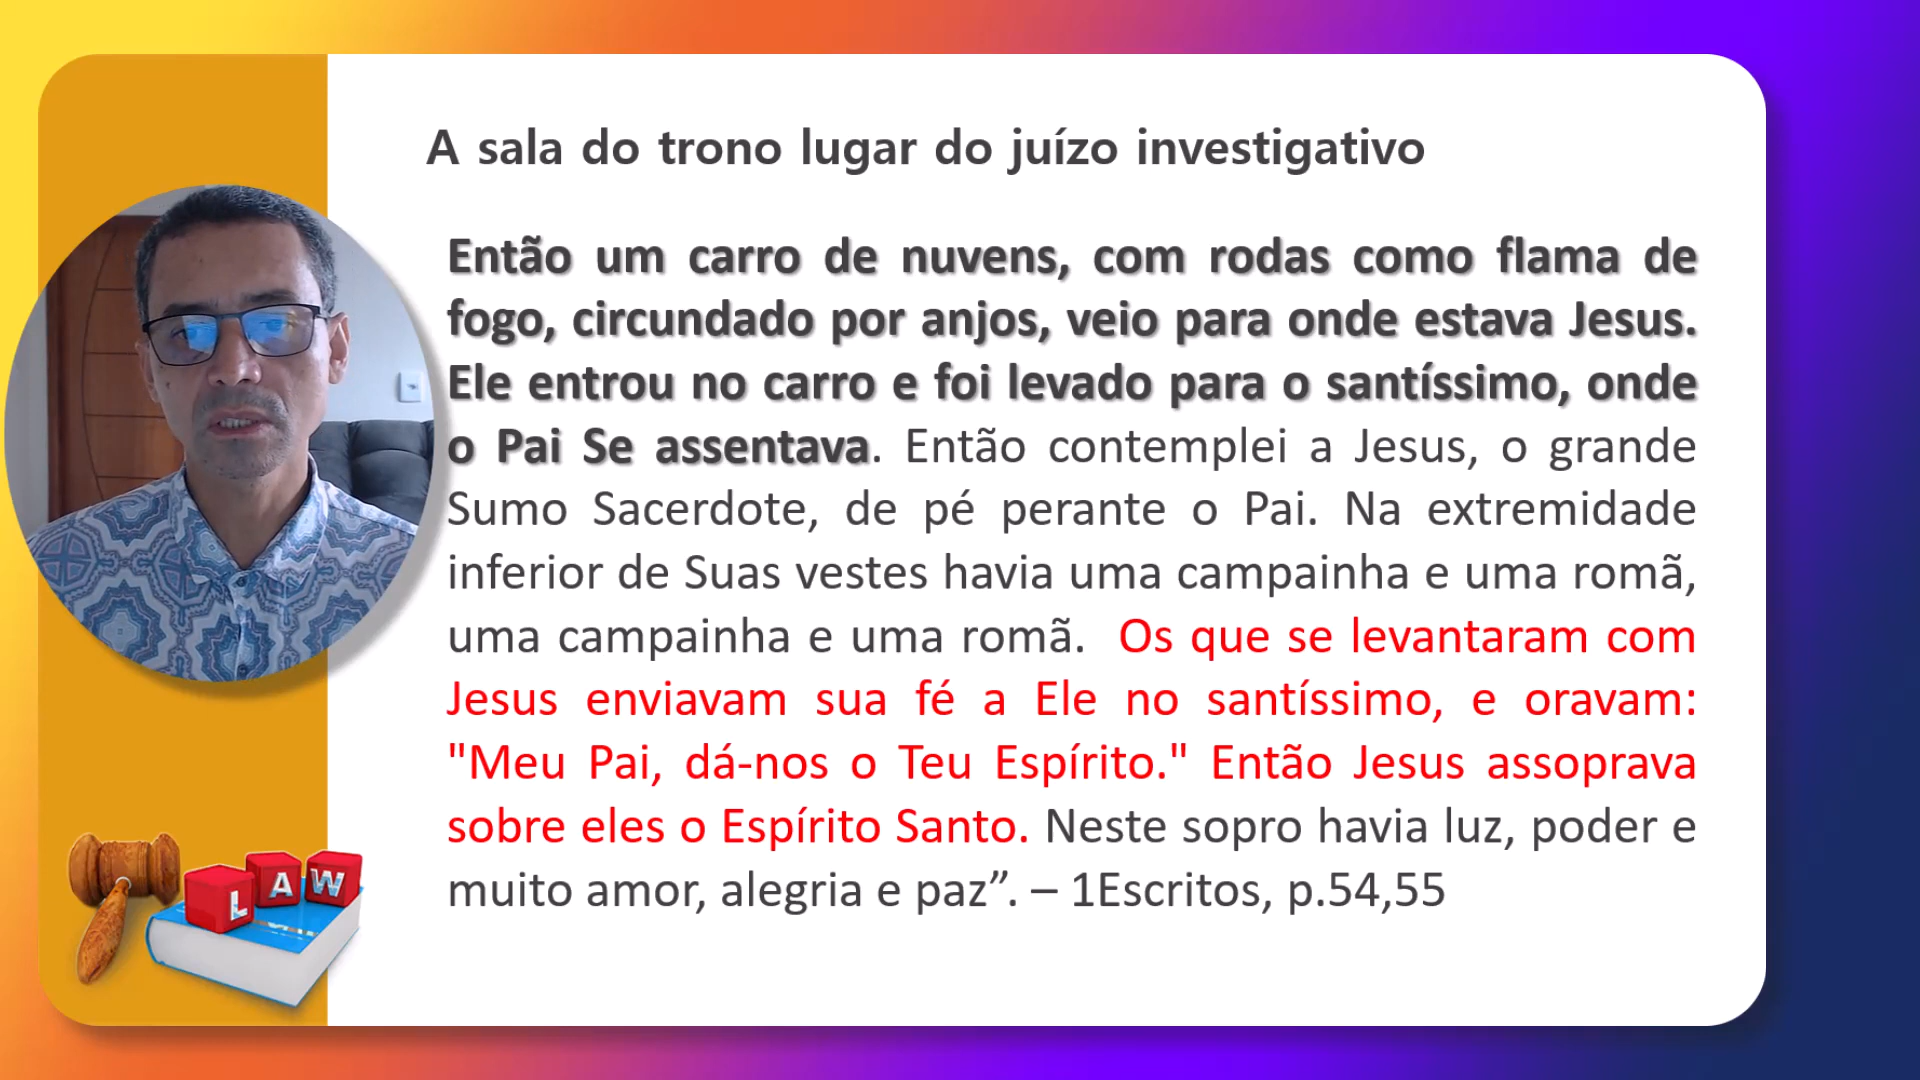 A sala do trono lugar do juízo investigativo
Então um carro de nuvens, com rodas como flama de
fogo, circundado por anjos, veio para onde estava Jesus.
Ele entrou no carro e foi levado para o santíssimo, onde
o Pai Se assentava. Então contemplei a Jesus, o grande
Sumo Sacerdote, de pé perante o Pai. Na extremidade
inferior de Suas vestes havia uma campainha e uma romã,
uma campainha e uma romã. Os que se levantaram com
Jesus enviavam sua fé a Ele no santíssimo, e oravam:
"Meu Pai, dá-nos o Teu Espírito." Então Jesus assoprava
sobre eles o Espírito Santo. Neste sopro havia luz, poder e
muito amor, alegria e paz”. – 1Escritos, p.54,55
LAW